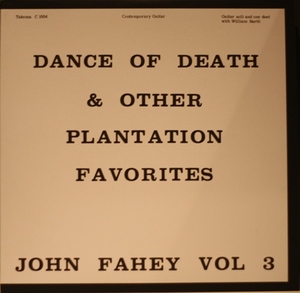 Takoma C 1004 Contemporary Guitar Guitar soli and one duet
with William Barth
DANCE OF DEATH
& OTHER
PLANTATION
FAVORITES
JOHN FAHEY VOL 3